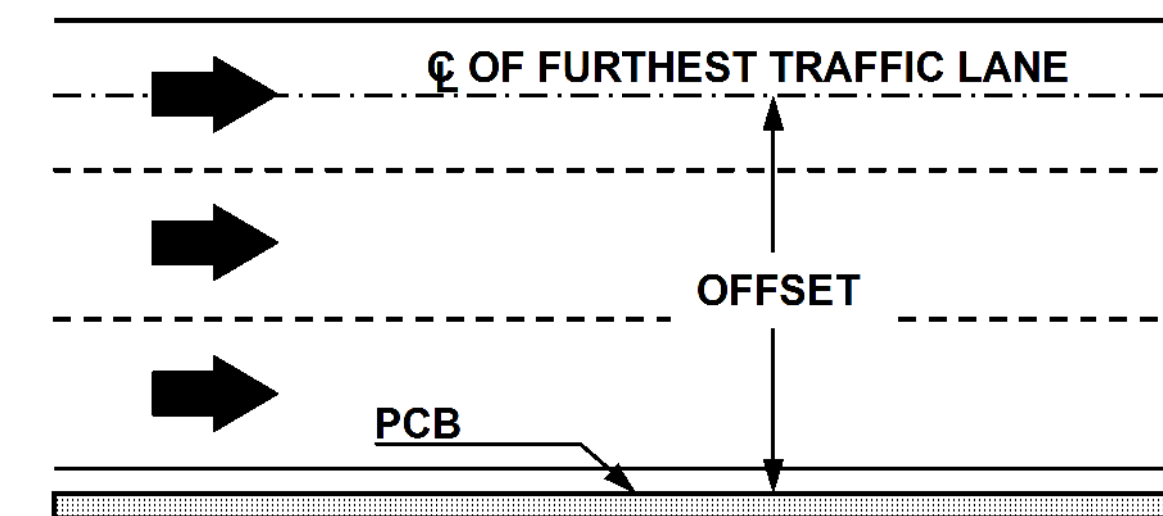 ℄ OF FURTHEST TRAFFIC LANE
OFFSET
PCB